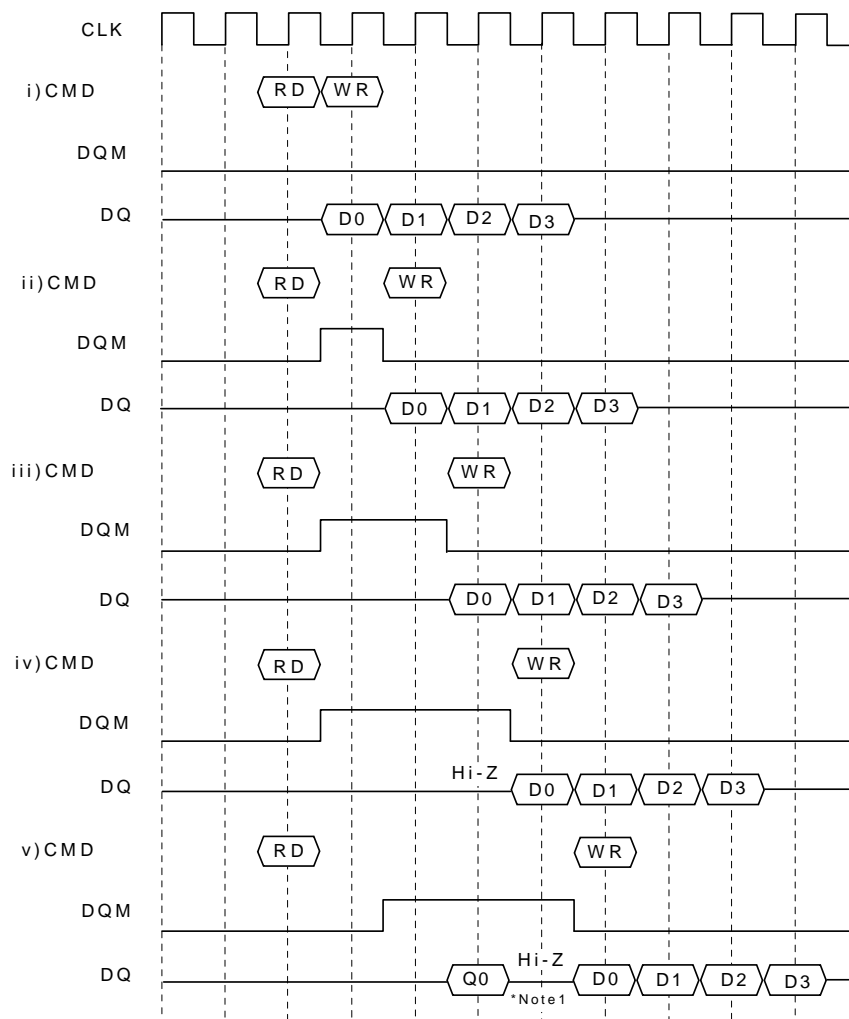 CLK
i)CMD RD WR
DQM
DQ D0 D1 D2 D3
ii)CMD RD WR
DQM
DQ D0 D1 D2 D3
iii)CMD RD WR
DQM
DQ D0 D1 D2 D3
iv)CMD RD WR
DQM
Hi-Z
DQ D0 D1 D2 D3
v)CMD RD WR
DQM
Hi-Z
DQ Q0 D0 D1 D2 D3
*Note1